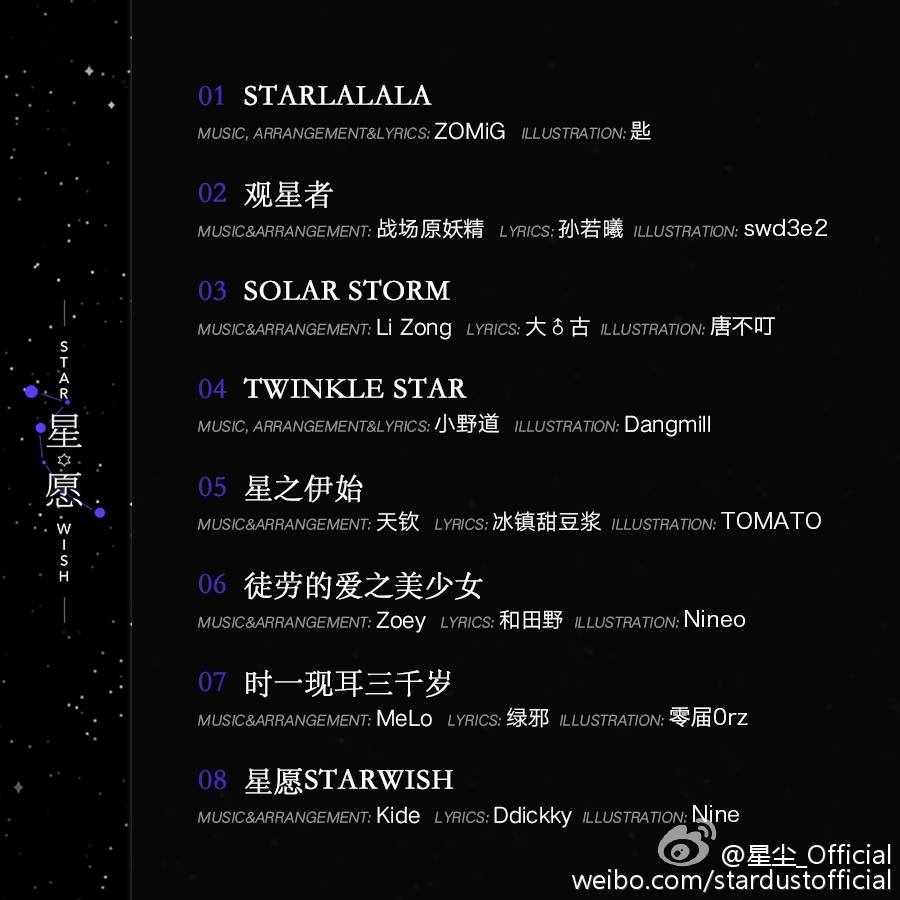 STAR
星
愿
WISH
01 STARLALALA
MUSIC, ARRANGEMENT&LYRICS: ZOMiG ILLUSTRATION: 匙
02 观星者
MUSIC&ARRANGEMENT: 战场原妖精 LYRICS: 孙若曦 ILLUSTRATION: swd3e2
03 SOLAR STORM
MUSIC&ARRANGEMENT: Li Zong LYRICS: 大♂古 ILLUSTRATION: 唐不叮
04 TWINKLE STAR
MUSIC, ARRANGEMENT&LYRICS: 小野道 ILLUSTRATION: Dangmill
05 星之伊始
MUSIC&ARRANGEMENT: 天钦 LYRICS: 冰镇甜豆浆 ILLUSTRATION: TOMATO
06 徒劳的爱之美少女
MUSIC&ARRANGEMENT: Zoey LYRICS: 和田野 ILLUSTRATION: Nineo
07 时一现耳三千岁
MUSIC&ARRANGEMENT: MeLo LYRICS: 绿邪 ILLUSTRATION: 零届0rz
08 星愿STARWISH
MUSIC&ARRANGEMENT: Kide LYRICS: Ddickky ILLUSTRATION: Nine
@星尘_Official
weibo.com/stardustofficial